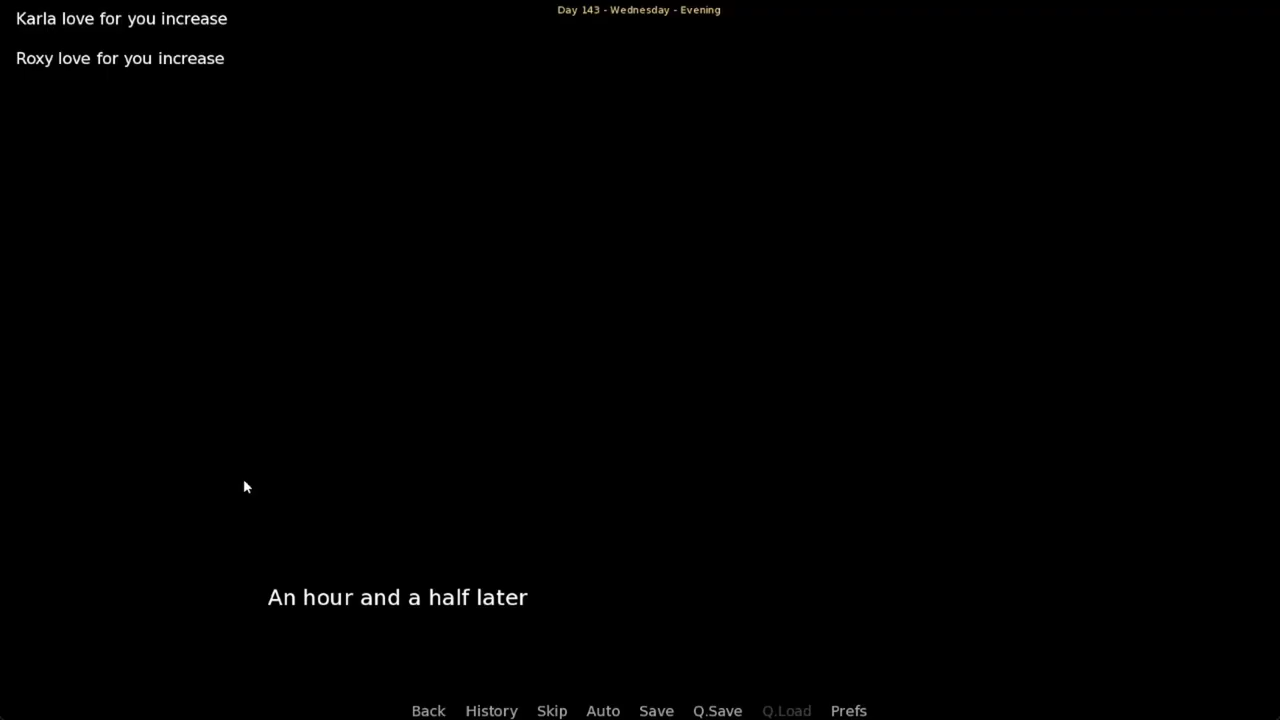 Day 143 - Wednesday - Evening
Karla love for you increase
Roxy love for you increase
An hour and a half later
Back History Skip Auto Save Q.Save Q.Load Prefs